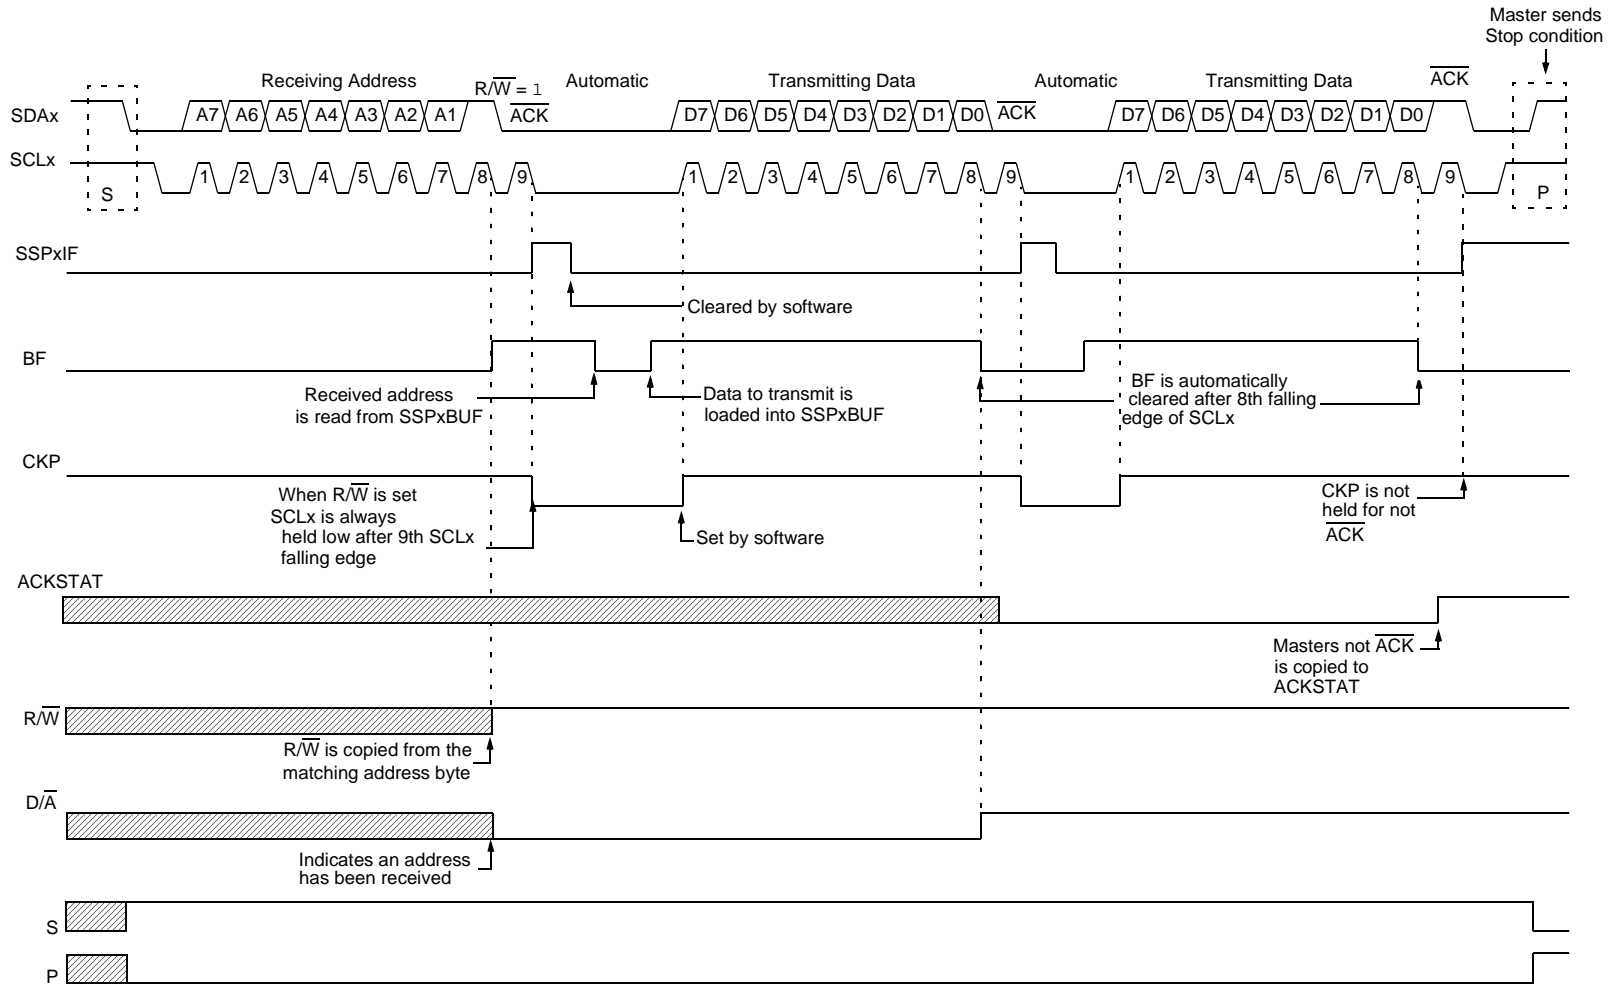 Master sends
Stop condition
Receiving Address
R/W = 1
Automatic
Transmitting Data
Automatic
Transmitting Data
ACK
SDAx
A7 A6 A5 A4 A3 A2 A1
ACK
D7 D6 D5 D4 D3 D2 D1 D0
ACK
D7 D6 D5 D4 D3 D2 D1 D0
SCLx
S
1 2 3 4 5 6 7 8 9
1 2 3 4 5 6 7 8 9
1 2 3 4 5 6 7 8 9
P
SSPxIF
Cleared by software
BF
Received address
is read from SSPxBUF
Data to transmit is
loaded into SSPxBUF
BF is automatically
cleared after 8th falling
edge of SCLx
CKP
When R/W is set
SCLx is always
held low after 9th SCLx
falling edge
Set by software
CKP is not
held for not
ACK
ACKSTAT
Masters not ACK
is copied to
ACKSTAT
R/W
R/W is copied from the
matching address byte
D/A
Indicates an address
has been received
S
P